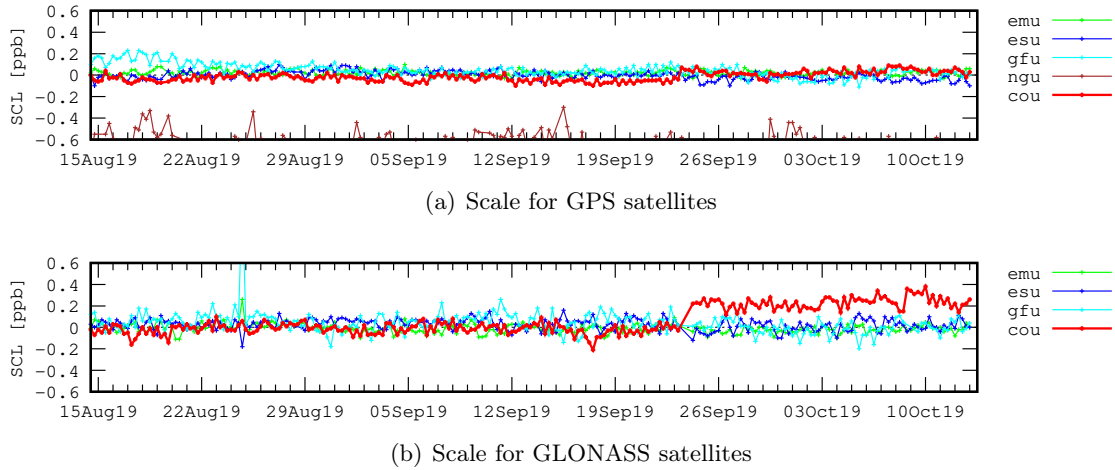 0.6
0.4
0.2
0
−0.2
−0.4
−0.6
SCL [ppb]
15Aug19 22Aug19 29Aug19 05Sep19 12Sep19 19Sep19 26Sep19 03Oct19 10Oct19
emu
esu
gfu
ngu
cou
(a) Scale for GPS satellites
0.6
0.4
0.2
0
−0.2
−0.4
−0.6
SCL [ppb]
15Aug19 22Aug19 29Aug19 05Sep19 12Sep19 19Sep19 26Sep19 03Oct19 10Oct19
emu
esu
gfu
cou
(b) Scale for GLONASS satellites